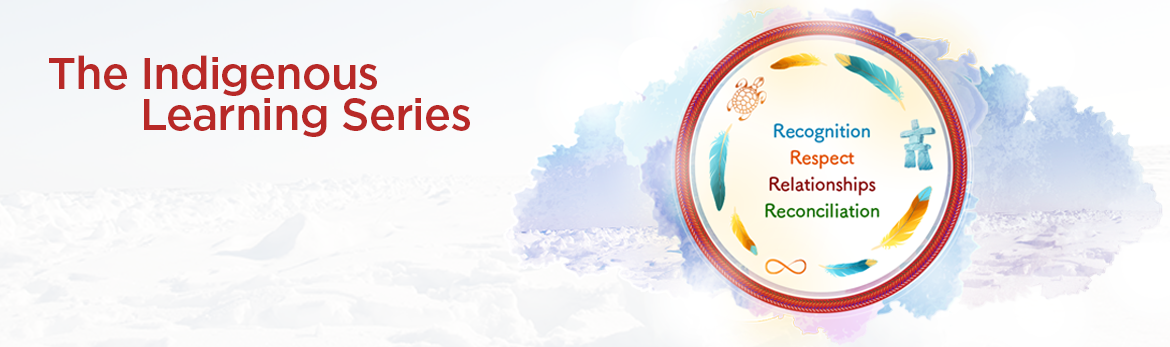 The Indigenous
Learning Series
Recognition
Respect
Relationships
Reconciliation